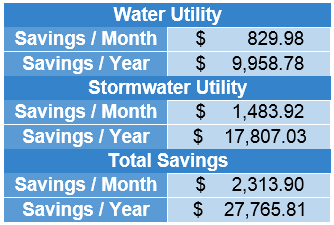 Water Utility
Savings / Month $ 829.98
Savings / Year $ 9,958.78
Stormwater Utility
Savings / Month $ 1,483.92
Savings / Year $ 17,807.03
Total Savings
Savings / Month $ 2,313.90
Savings / Year $ 27,765.81